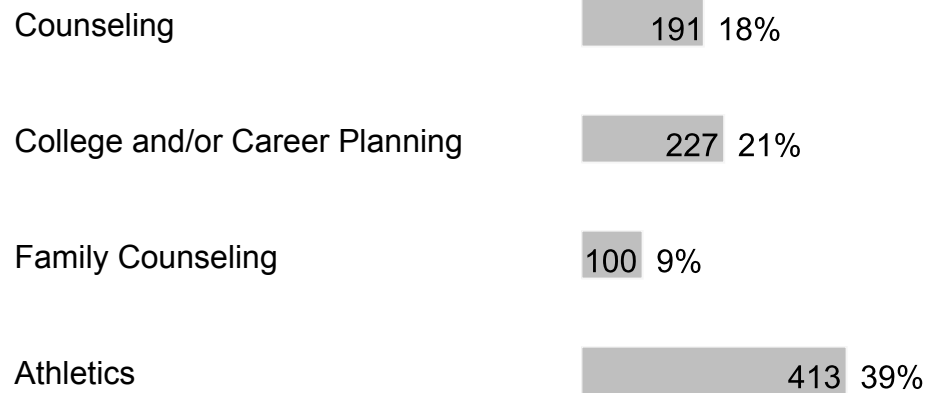 Counseling 191 18%
College and/or Career Planning 227 21%
Family Counseling 100 9%
Athletics 413 39%